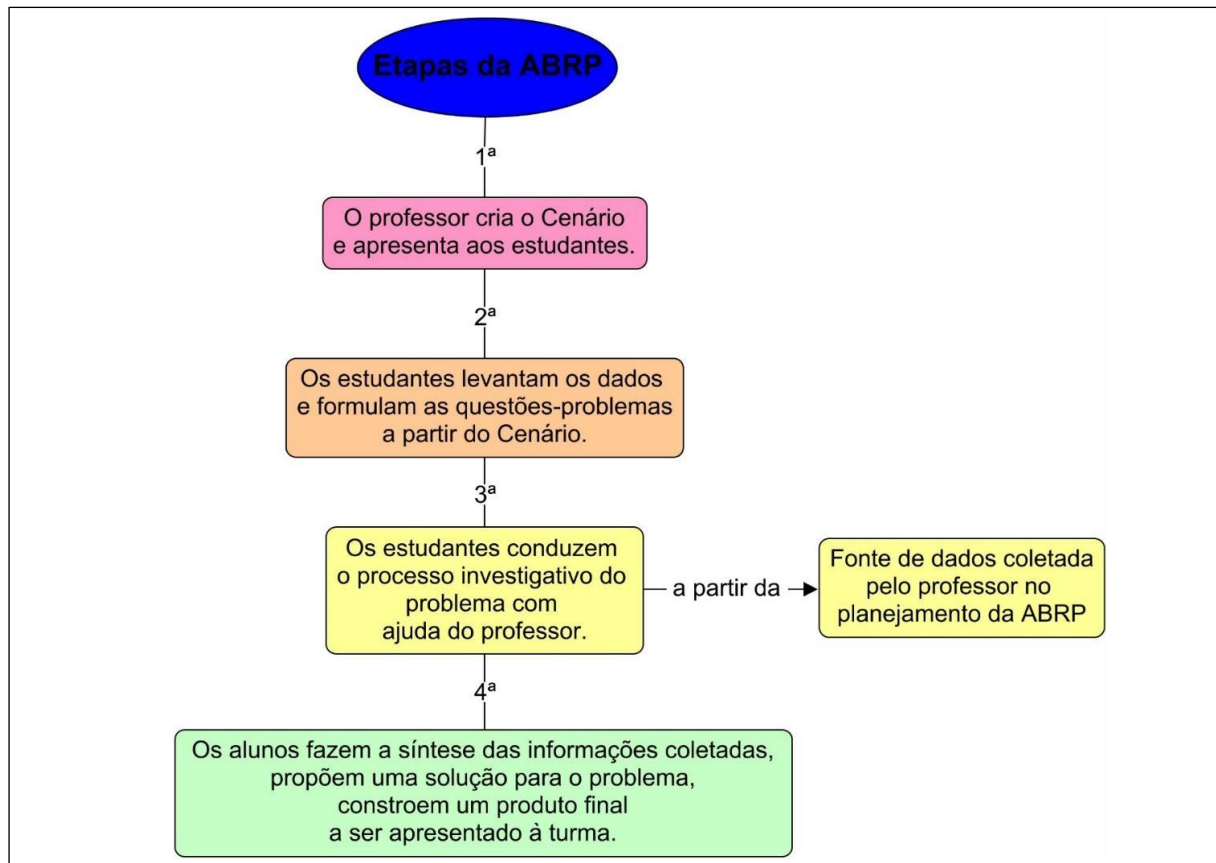 Etapas da ABRP
1ª
O professor cria o Cenário
e apresenta aos estudantes.
2ª
Os estudantes levantam os dados
e formulam as questões-problemas
a partir do Cenário.
3ª
Os estudantes conduzem
o processo investigativo do
problema com
ajuda do professor.
a partir da
Fonte de dados coletada
pelo professor no
planejamento da ABRP
4ª
Os alunos fazem a síntese das informações coletadas,
propõem uma solução para o problema,
constroem um produto final
a ser apresentado à turma.